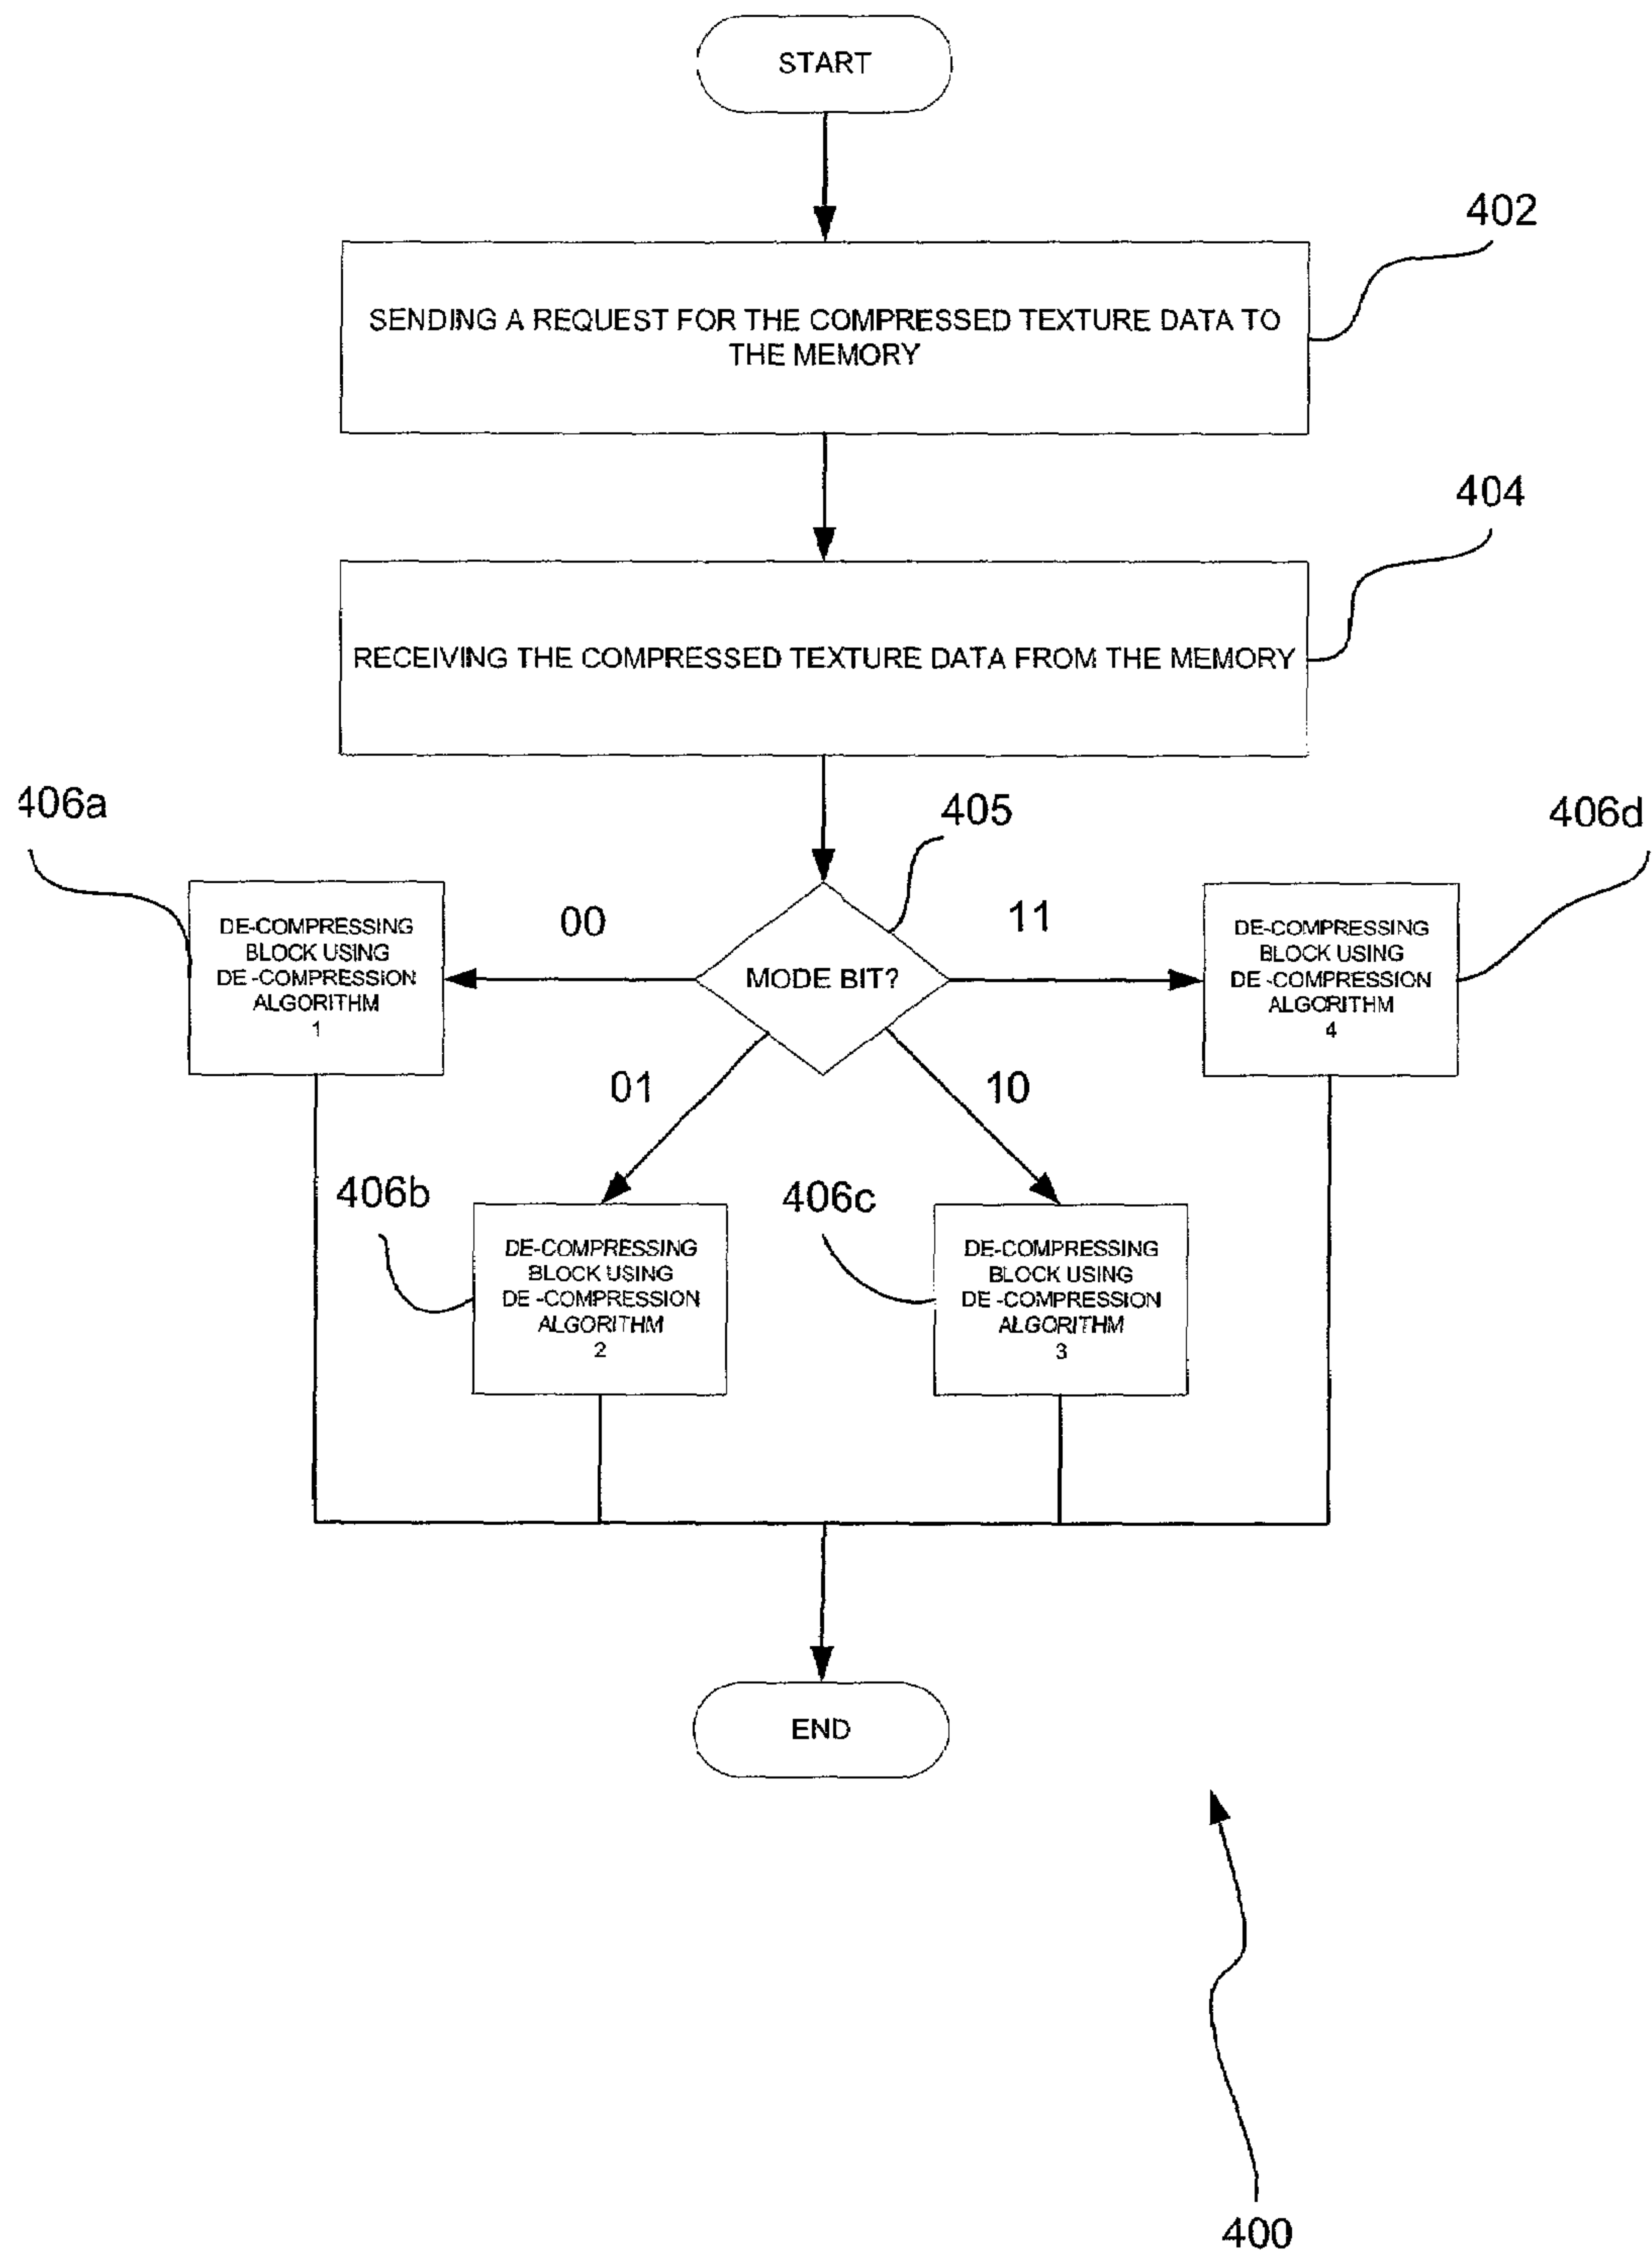 START
402
SENDING A REQUEST FOR THE COMPRESSED TEXTURE DATA TO
THE MEMORY
404
RECEIVING THE COMPRESSED TEXTURE DATA FROM THE MEMORY
406a
405
406d
DE-COMPRESSING
BLOCK USING
DE-COMPRESSION
ALGORITHM
1
00
MODE BIT?
11
DE-COMPRESSING
BLOCK USING
DE-COMPRESSION
ALGORITHM
4
01
10
406b
406c
DE-COMPRESSING
BLOCK USING
DE-COMPRESSION
ALGORITHM
2
DE-COMPRESSING
BLOCK USING
DE-COMPRESSION
ALGORITHM
3
END
400